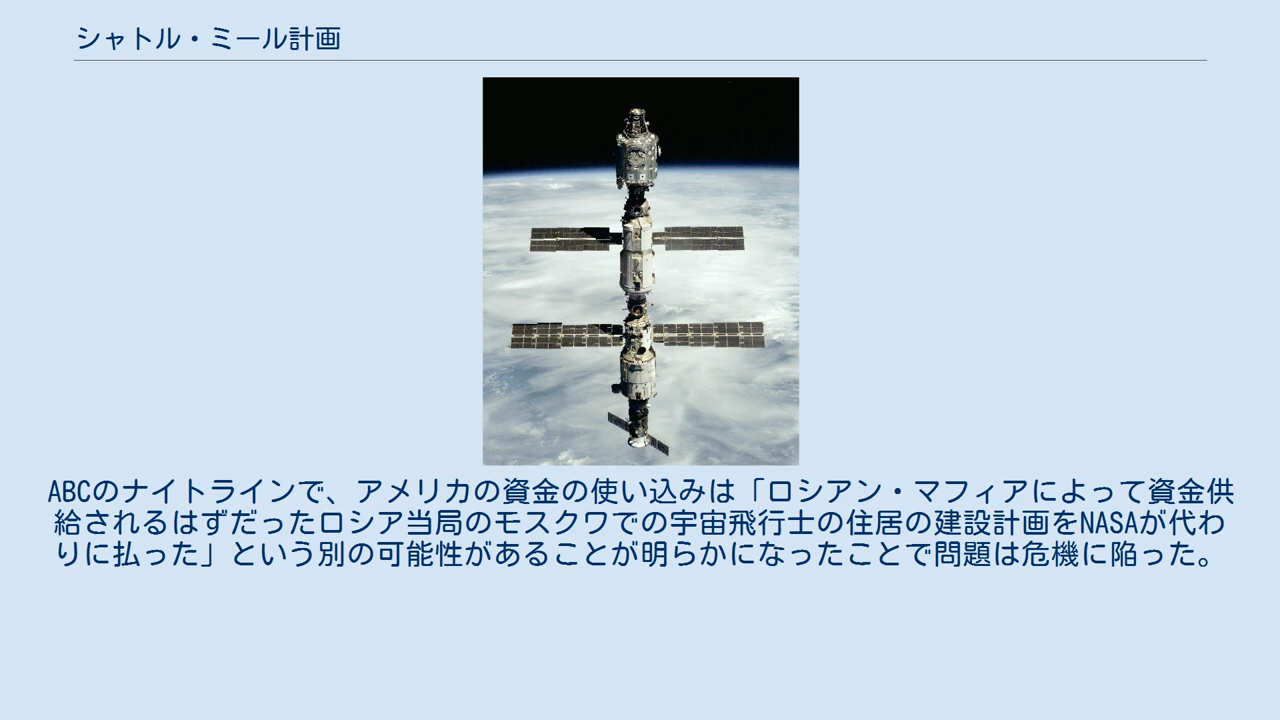 シャトル・ミール計画
ABCのナイトラインで、アメリカの資金の使い込みは「ロシアン・マフィアによって資金供
給されるはずだったロシア当局のモスクワでの宇宙飛行士の住居の建設計画をNASAが代わ
りに払った」という別の可能性があることが明らかになったことで問題は危機に陥った。